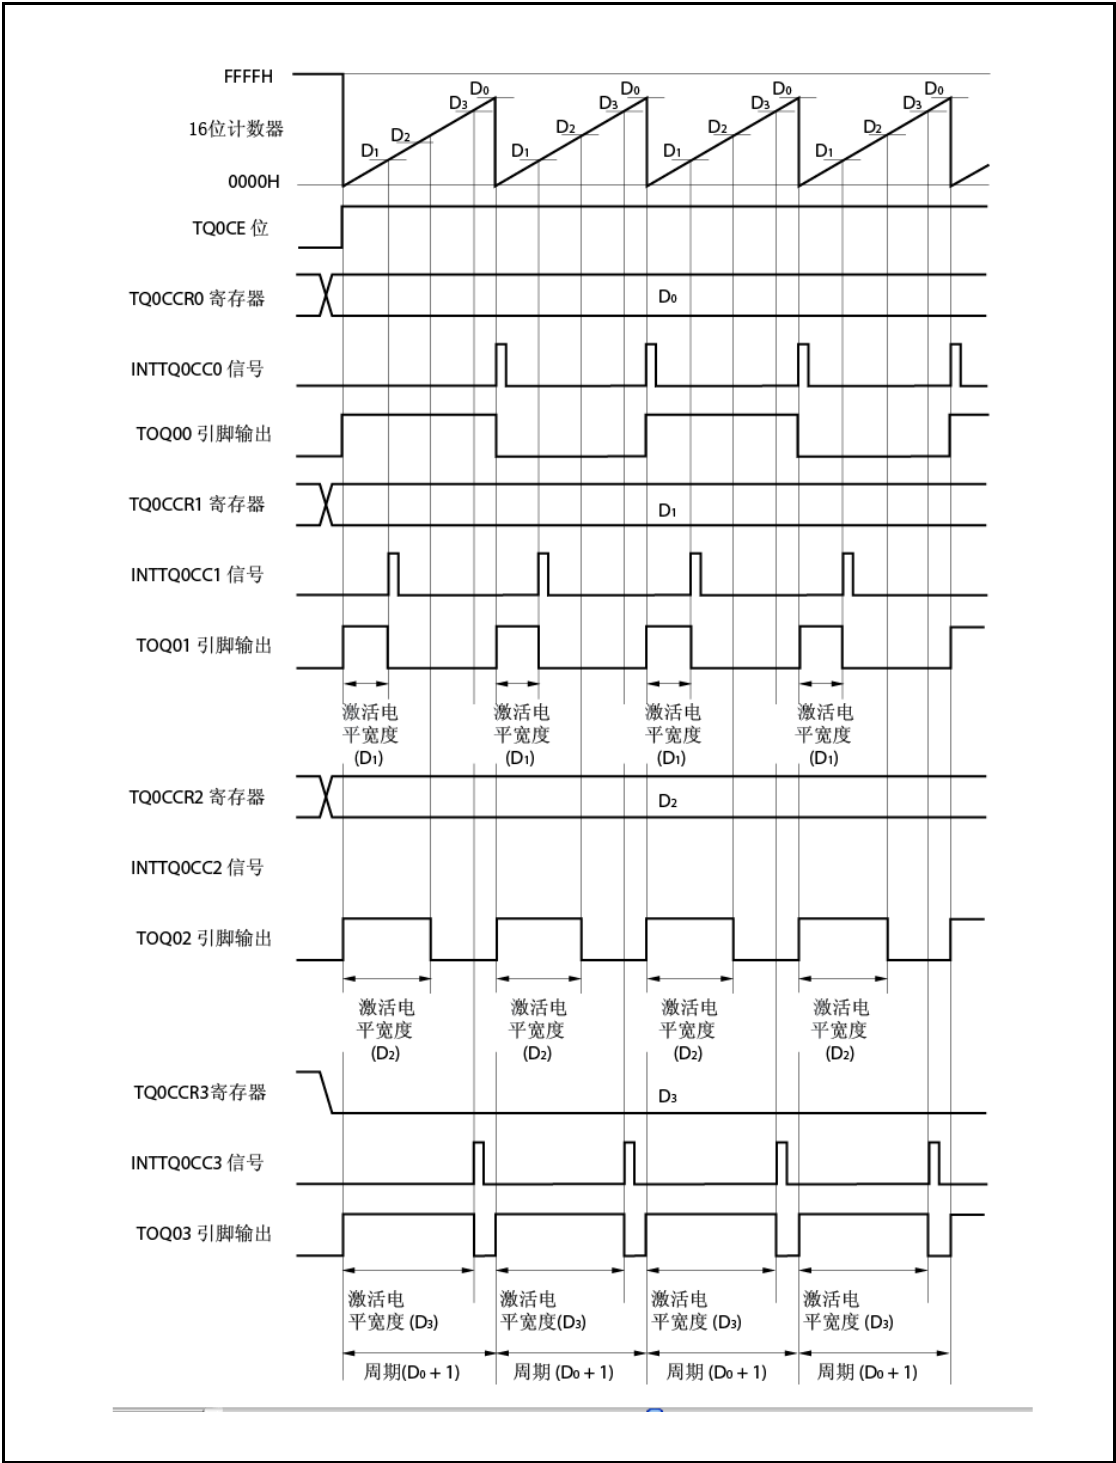 FFFFH
D₀ D₀ D₀ D₀
D₃ D₃ D₃ D₃
16位计数器
D₂ D₂ D₂ D₂
D₁ D₁ D₁ D₁
0000H
TQ0CE 位
TQ0CCR0 寄存器 D₀
INTTQ0CC0 信号
TOQ00 引脚输出
TQ0CCR1 寄存器 D₁
INTTQ0CC1 信号
TOQ01 引脚输出
激活电 激活电 激活电 激活电
平宽度 平宽度 平宽度 平宽度
(D₁) (D₁) (D₁) (D₁)
TQ0CCR2 寄存器 D₂
INTTQ0CC2 信号
TOQ02 引脚输出
激活电 激活电 激活电 激活电
平宽度 平宽度 平宽度 平宽度
(D₂) (D₂) (D₂) (D₂)
TQ0CCR3寄存器 D₃
INTTQ0CC3 信号
TOQ03 引脚输出
激活电 激活电 激活电 激活电
平宽度 (D₃) 平宽度(D₃) 平宽度 (D₃) 平宽度 (D₃)
周期(D₀ + 1) 周期 (D₀ + 1) 周期 (D₀ + 1) 周期 (D₀ + 1)